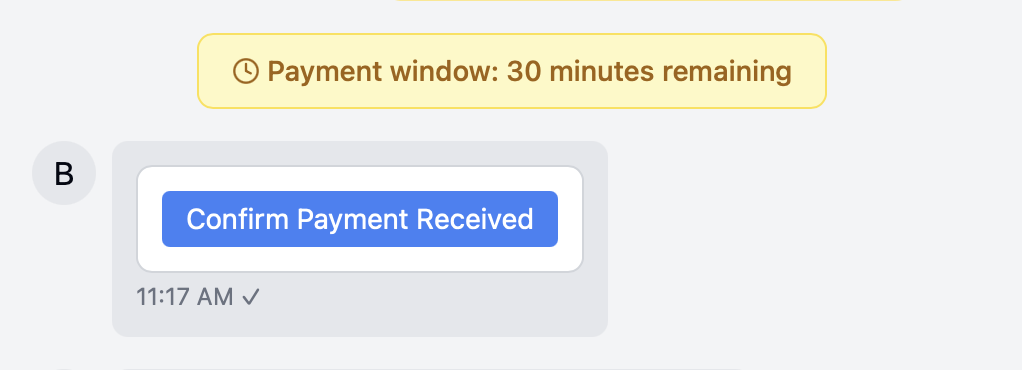 Payment window: 30 minutes remaining
B
Confirm Payment Received
11:17 AM ✓